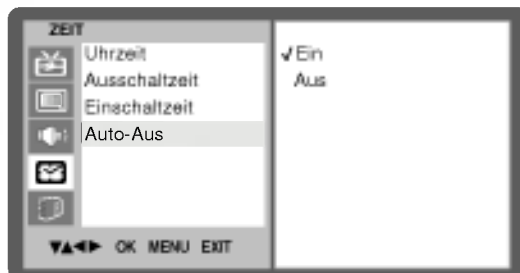 ZEIT
Uhrzeit
Ausschaltzeit
Einschaltzeit
Auto-Aus
√Ein
Aus
▼▲◀▶ OK MENU EXIT